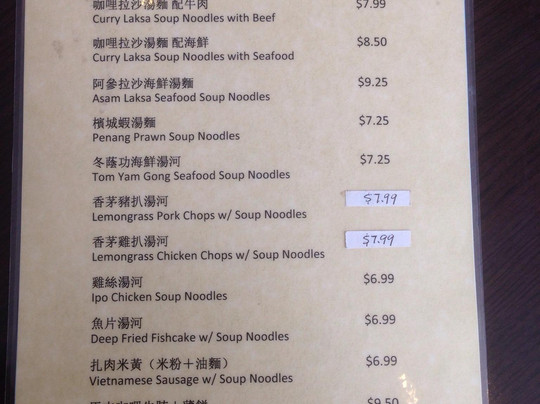 咖哩拉沙湯麵 配牛肉 $7.99
Curry Laksa Soup Noodles with Beef
咖哩拉沙湯麵 配海鮮 $8.50
Curry Laksa Soup Noodles with Seafood
阿參拉沙海鮮湯麵 $9.25
Asam Laksa Seafood Soup Noodles
檳城蝦湯麵 $7.25
Penang Prawn Soup Noodles
冬蔭功海鮮湯河 $7.25
Tom Yam Gong Seafood Soup Noodles
香茅豬扒湯河 $7.99
Lemongrass Pork Chops w/ Soup Noodles
香茅雞扒湯河 $7.99
Lemongrass Chicken Chops w/ Soup Noodles
雞絲湯河 $6.99
Ipo Chicken Soup Noodles
魚片湯河 $6.99
Deep Fried Fishcake w/ Soup Noodles
扎肉米黃（米粉＋油麵） $6.99
Vietnamese Sausage w/ Soup Noodles
$9.50